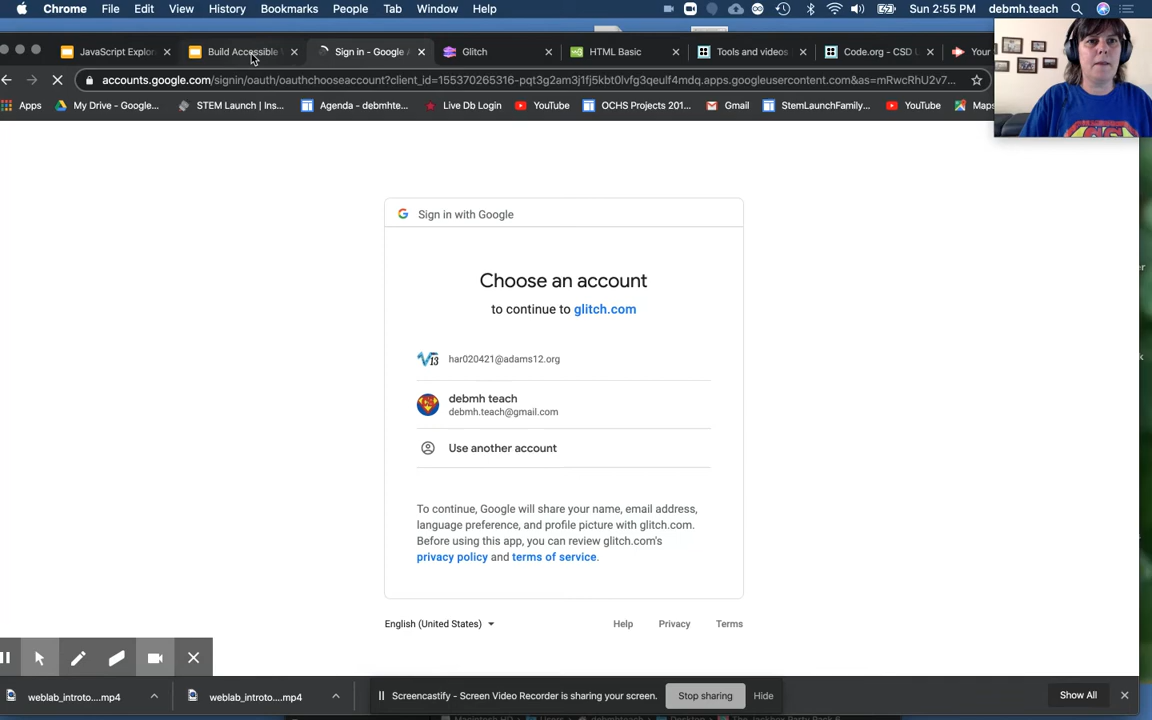 Chrome File Edit View History Bookmarks People Tab Window Help Sun 2:55 PM debmh.teach
JavaScript Explor Build Accessible Sign in - Google A Glitch HTML Basic Tools and videos Code.org - CSD U Your
accounts.google.com/signin/oauth/oauthchooseaccount?client_id=155370265316-pqt3g2am3j1fj5kbt0lvfg3qeulf4mdq.apps.googleusercontent.com&as=mRwcRhU2v7...
Apps My Drive - Google... STEM Launch | Ins... Agenda - debmhte... Live Db Login YouTube OCHS Projects 201... Gmail StemLaunchFamily... YouTube Maps
Sign in with Google
Choose an account
to continue to glitch.com
V13 har020421@adams12.org
debmh teach
debmh.teach@gmail.com
Use another account
To continue, Google will share your name, email address,
language preference, and profile picture with glitch.com.
Before using this app, you can review glitch.com's
privacy policy and terms of service.
English (United States) Help Privacy Terms
weblab_introto....mp4 weblab_introto....mp4 Screencastify - Screen Video Recorder is sharing your screen. Stop sharing Hide Show All